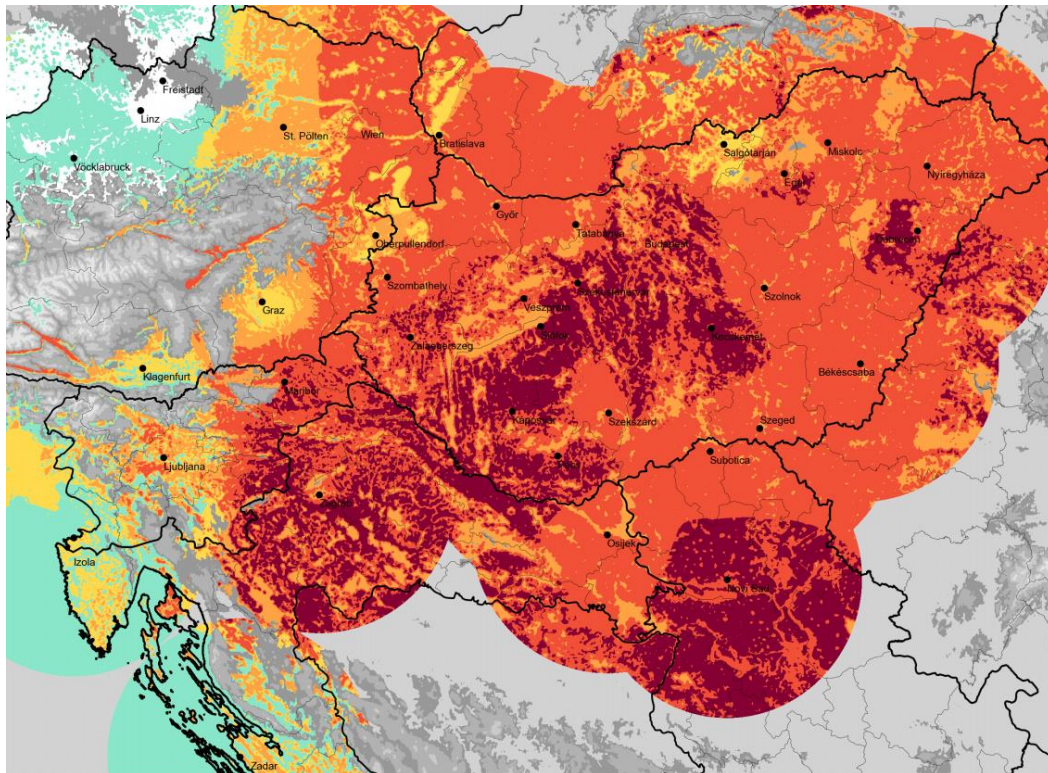 Freistadt
Linz
St. Pölten
Wien
Bratislava
Vöcklabruck
Salgótarján
Miskolc
Eger
Nyíregyháza
Győr
Tatabánya
Oberpullendorf
Budapest
Debrecen
Szombathely
Székesfehérvár
Szolnok
Graz
Veszprém
Siófok
Kecskemét
Zalaegerszeg
Klagenfurt
Békéscsaba
Maribor
Kaposvár
Szekszárd
Szeged
Ljubljana
Pécs
Subotica
Zagreb
Osijek
Izola
Novi Sad
Zadar